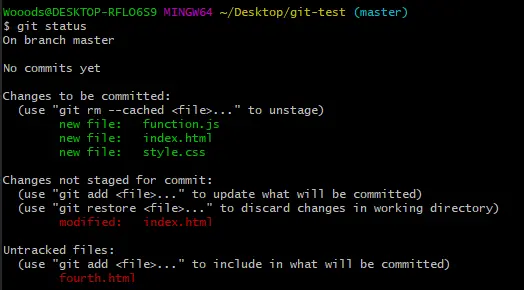 Wooods@DESKTOP-RFLO6S9 MINGW64 ~/Desktop/git-test (master)
$ git status
On branch master

No commits yet

Changes to be committed:
  (use "git rm --cached <file>..." to unstage)
        new file:   function.js
        new file:   index.html
        new file:   style.css

Changes not staged for commit:
  (use "git add <file>..." to update what will be committed)
  (use "git restore <file>..." to discard changes in working directory)
        modified:   index.html

Untracked files:
  (use "git add <file>..." to include in what will be committed)
        fourth.html